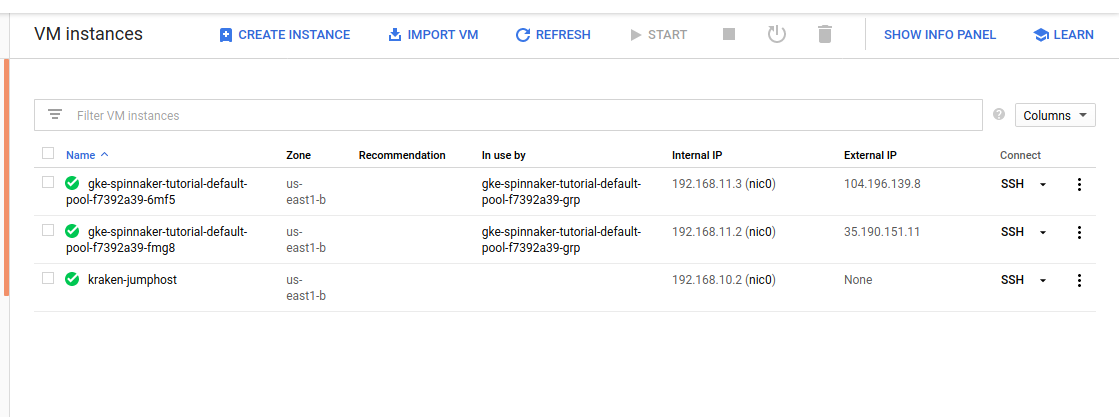 VM instances CREATE INSTANCE IMPORT VM REFRESH START SHOW INFO PANEL LEARN
Filter VM instances ? Columns
Name Zone Recommendation In use by Internal IP External IP Connect
gke-spinnaker-tutorial-default- us- gke-spinnaker-tutorial-default- 192.168.11.3 (nic0) 104.196.139.8 SSH
pool-f7392a39-6mf5 east1-b pool-f7392a39-grp
gke-spinnaker-tutorial-default- us- gke-spinnaker-tutorial-default- 192.168.11.2 (nic0) 35.190.151.11 SSH
pool-f7392a39-fmg8 east1-b pool-f7392a39-grp
kraken-jumphost us- 192.168.10.2 (nic0) None SSH
east1-b